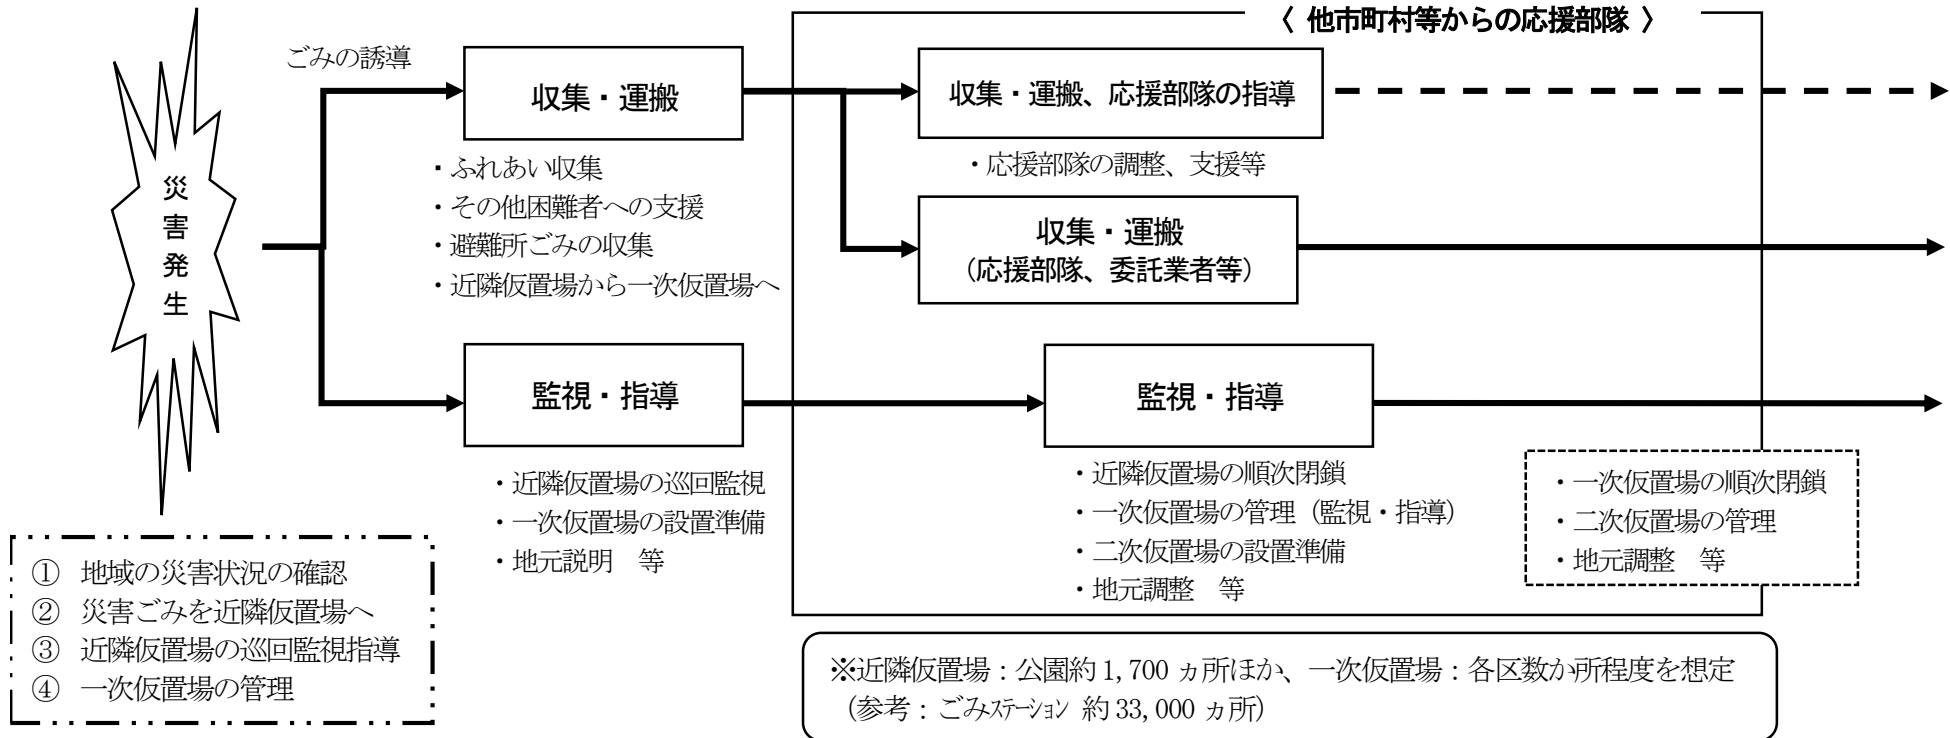 〈 他市町村等からの応援部隊 〉
災害発生
ごみの誘導
収集・運搬
・ふれあい収集
・その他困難者への支援
・避難所ごみの収集
・近隣仮置場から一次仮置場へ
収集・運搬、応援部隊の指導
・応援部隊の調整、支援等
収集・運搬
（応援部隊、委託業者等）
監視・指導
・近隣仮置場の巡回監視
・一次仮置場の設置準備
・地元説明　等
監視・指導
・近隣仮置場の順次閉鎖
・一次仮置場の管理（監視・指導）
・二次仮置場の設置準備
・地元調整　等
・一次仮置場の順次閉鎖
・二次仮置場の管理
・地元調整　等
①　地域の災害状況の確認
②　災害ごみを近隣仮置場へ
③　近隣仮置場の巡回監視指導
④　一次仮置場の管理
※近隣仮置場：公園約 1,700 ヵ所ほか、一次仮置場：各区数か所程度を想定
（参考：ごみｽﾃｰｼｮﾝ 約 33,000 ヵ所）